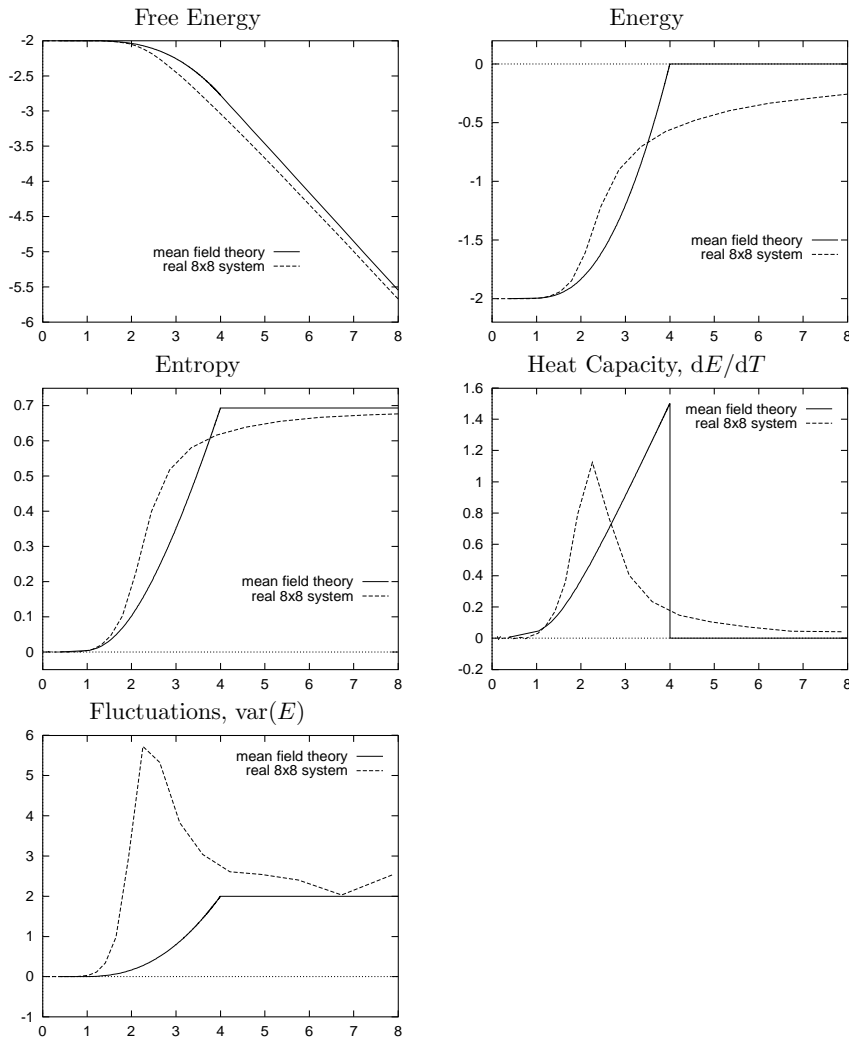 Free Energy
-2
-2.5
-3
-3.5
-4
-4.5
-5
-5.5
-6
mean field theory
real 8x8 system
0 1 2 3 4 5 6 7 8
Energy
0
-0.5
-1
-1.5
-2
mean field theory
real 8x8 system
0 1 2 3 4 5 6 7 8
Entropy
0.7
0.6
0.5
0.4
0.3
0.2
0.1
0
mean field theory
real 8x8 system
0 1 2 3 4 5 6 7 8
Heat Capacity, dE/dT
1.6
1.4
1.2
1
0.8
0.6
0.4
0.2
0
-0.2
mean field theory
real 8x8 system
0 1 2 3 4 5 6 7 8
Fluctuations, var(E)
6
5
4
3
2
1
0
-1
mean field theory
real 8x8 system
0 1 2 3 4 5 6 7 8